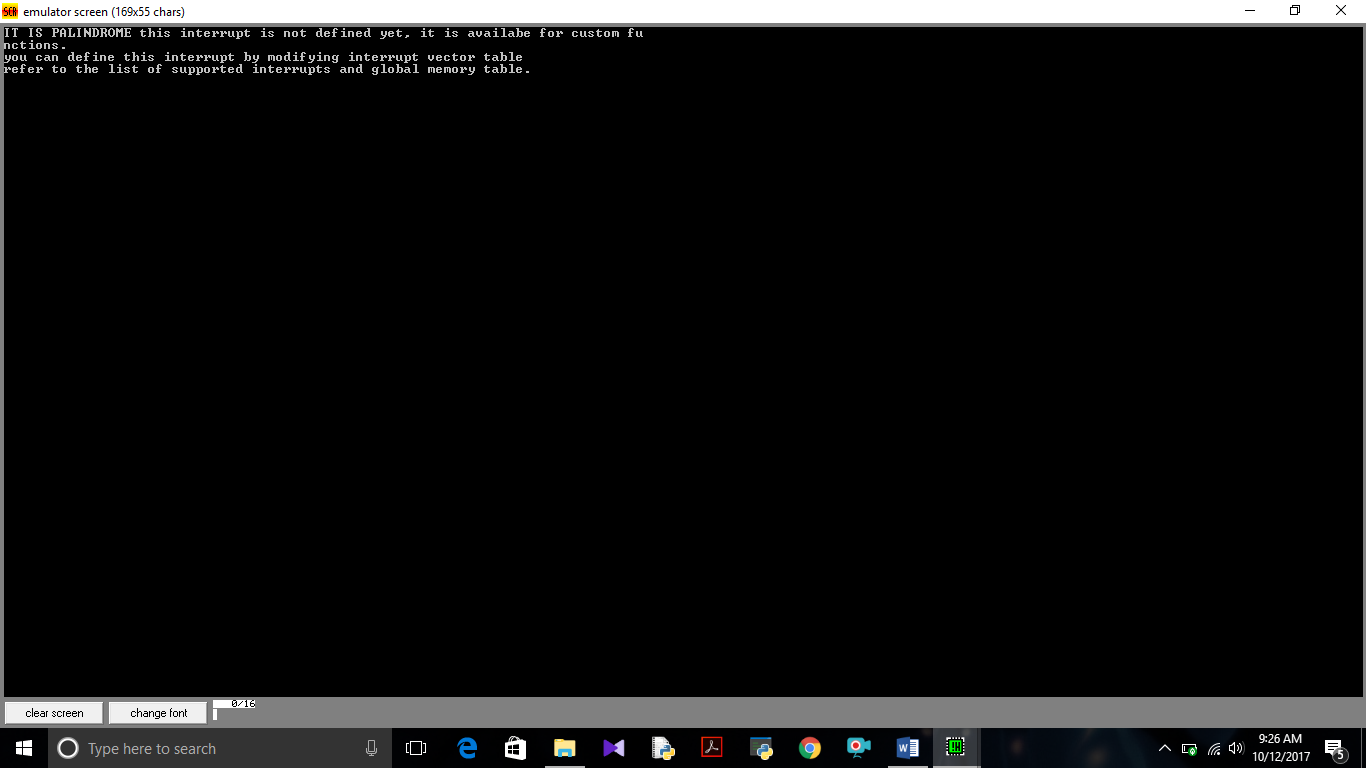 emulator screen (169x55 chars)
IT IS PALINDROME this interrupt is not defined yet, it is availabe for custom fu
nctions.
you can define this interrupt by modifying interrupt vector table
refer to the list of supported interrupts and global memory table.
clear screen
change font
0/16
Type here to search
9:26 AM
10/12/2017
5